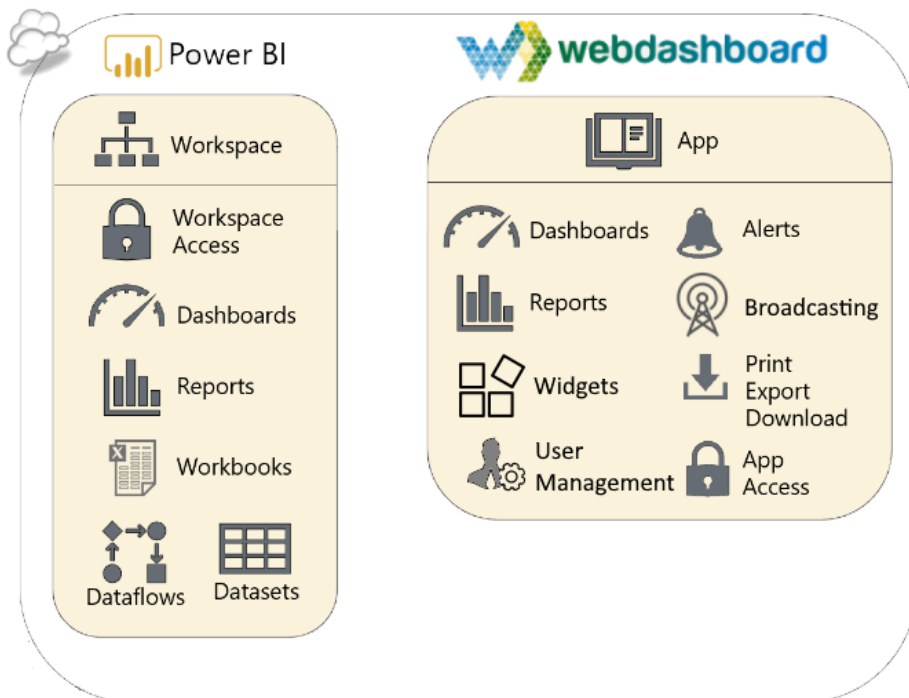 Power BI
webdashboard
Workspace
Workspace
Access
Dashboards
Reports
Workbooks
Dataflows
Datasets
App
Dashboards
Alerts
Reports
Broadcasting
Widgets
Print
Export
Download
User
Management
App
Access